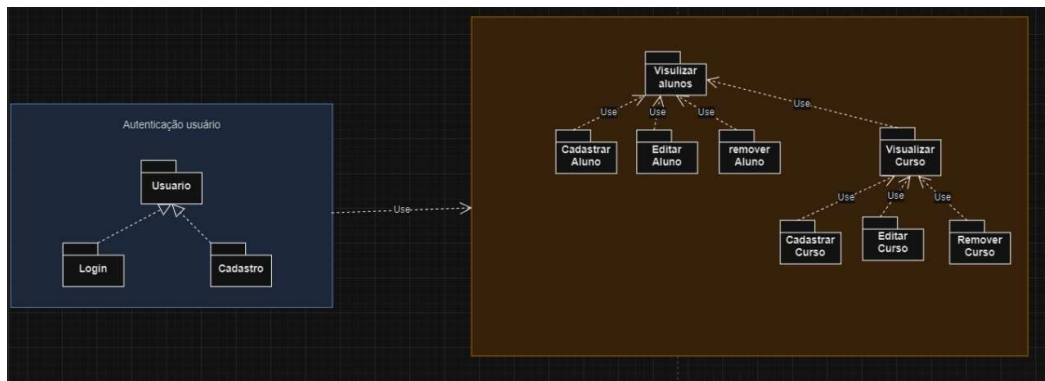 Autenticação usuário
Usuario
Login
Cadastro
Use
Visulizar
alunos
Use
Use
Use
Use
Cadastrar
Aluno
Editar
Aluno
remover
Aluno
Visualizar
Curso
Use
Use
Use
Cadastrar
Curso
Editar
Curso
Remover
Curso